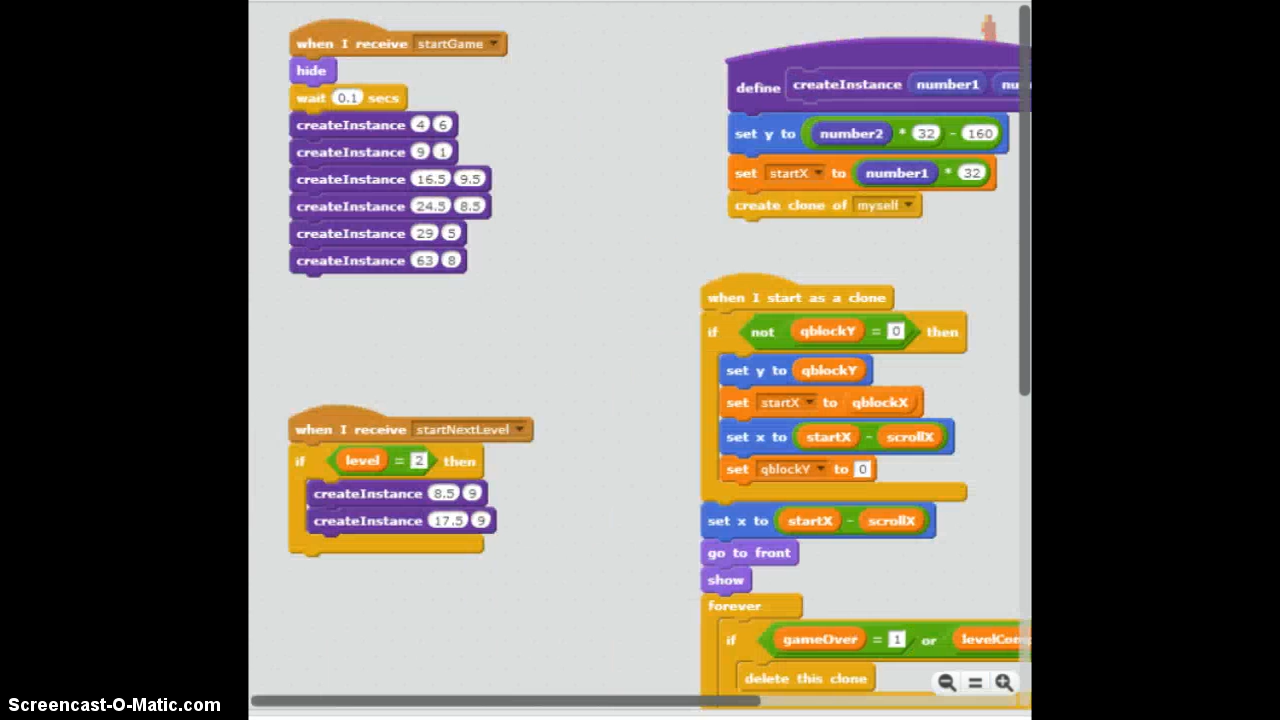 when I receive startGame
hide
wait 0.1 secs
createInstance 4 6
createInstance 9 1
createInstance 16.5 9.5
createInstance 24.5 8.5
createInstance 29 5
createInstance 63 8
when I receive startNextLevel
if level = 2 then
createInstance 8.5 9
createInstance 17.5 9
define createInstance number1
set y to number2 * 32 - 160
set startX to number1 * 32
create clone of myself
when I start as a clone
if not qblockY = 0 then
set y to qblockY
set startX to qblockX
set x to startX - scrollX
set qblockY to 0
set x to startX - scrollX
go to front
show
forever
if gameOver = 1 or
delete this clone
Screencast-O-Matic.com